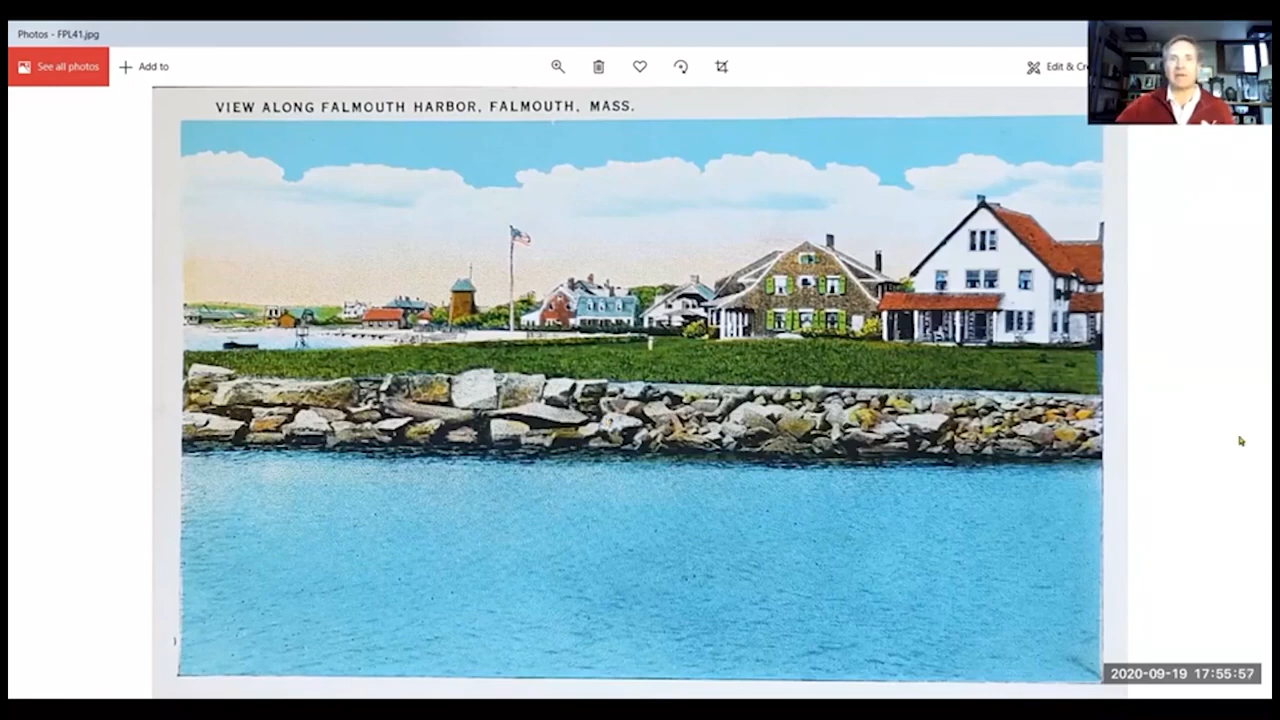 Photos - FPL41.jpg
See all photos
Add to
Edit & Cr
VIEW ALONG FALMOUTH HARBOR, FALMOUTH, MASS.
2020-09-19 17:55:57